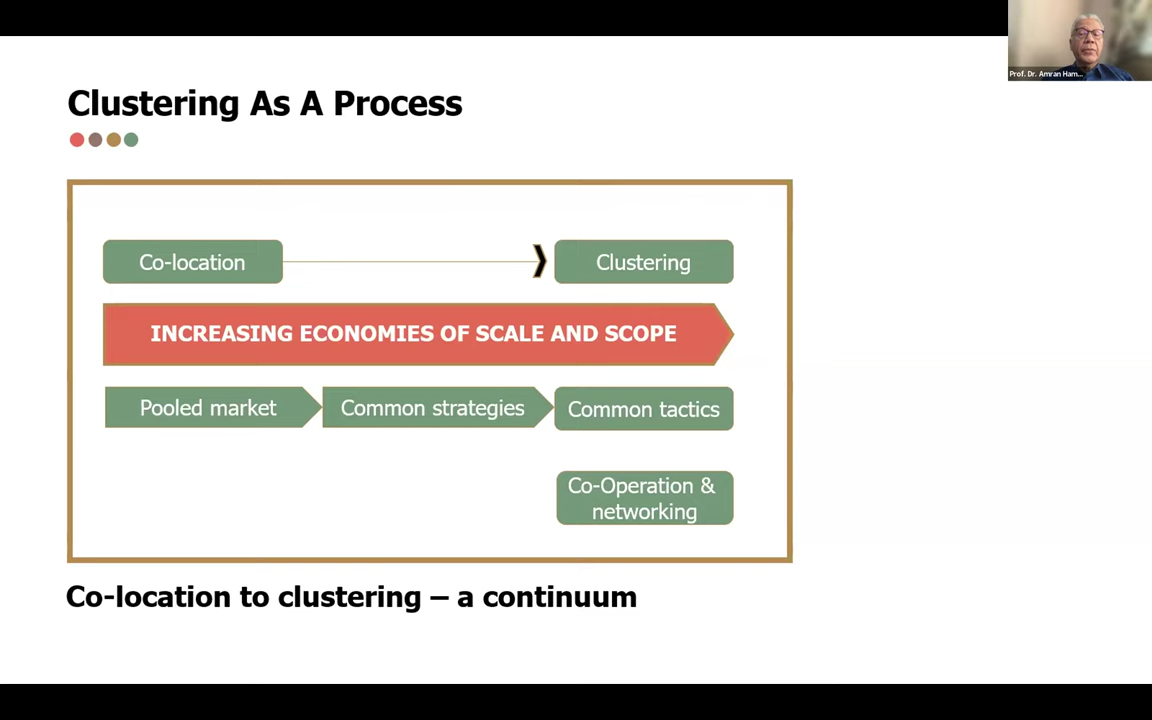 Prof. Dr. Amran Ham...
Clustering As A Process
Co-location
Clustering
INCREASING ECONOMIES OF SCALE AND SCOPE
Pooled market
Common strategies
Common tactics
Co-Operation &
networking
Co-location to clustering – a continuum